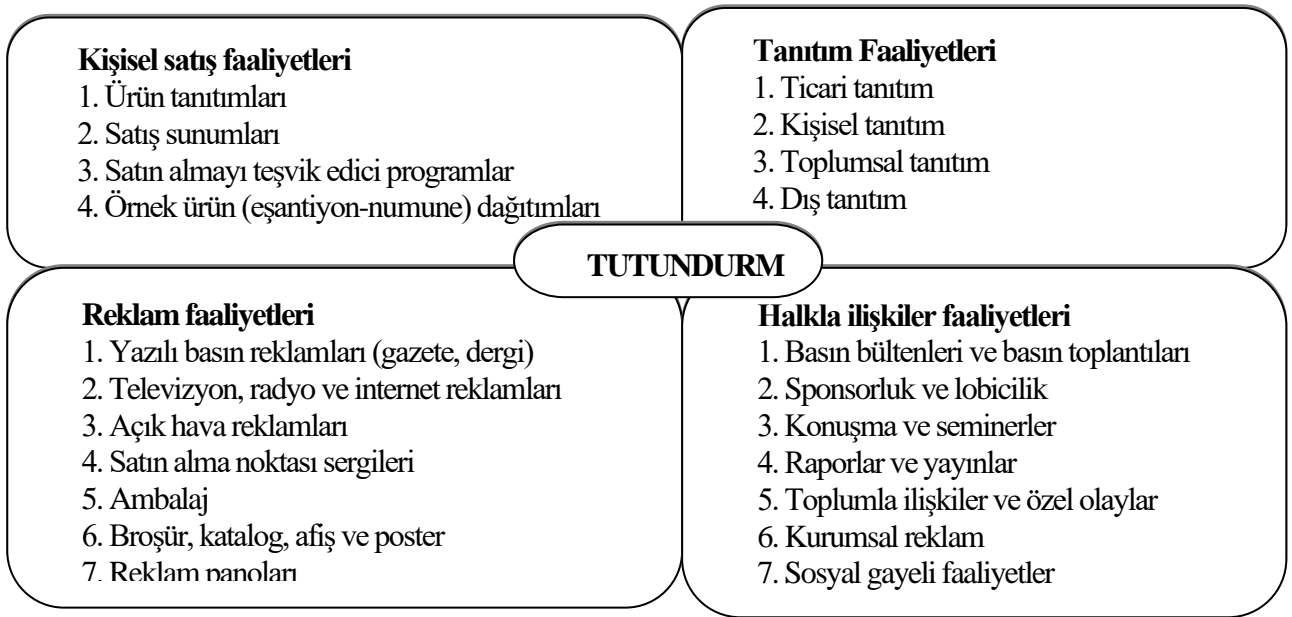 Kişisel satış faaliyetleri
1. Ürün tanıtımları
2. Satış sunumları
3. Satın almayı teşvik edici programlar
4. Örnek ürün (eşantiyon-numune) dağıtımları
Tanıtım Faaliyetleri
1. Ticari tanıtım
2. Kişisel tanıtım
3. Toplumsal tanıtım
4. Dış tanıtım
TUTUNDURM
Reklam faaliyetleri
1. Yazılı basın reklamları (gazete, dergi)
2. Televizyon, radyo ve internet reklamları
3. Açık hava reklamları
4. Satın alma noktası sergileri
5. Ambalaj
6. Broşür, katalog, afiş ve poster
7. Reklam panoları
Halkla ilişkiler faaliyetleri
1. Basın bültenleri ve basın toplantıları
2. Sponsorluk ve lobicilik
3. Konuşma ve seminerler
4. Raporlar ve yayınlar
5. Toplumla ilişkiler ve özel olaylar
6. Kurumsal reklam
7. Sosyal gayeli faaliyetler